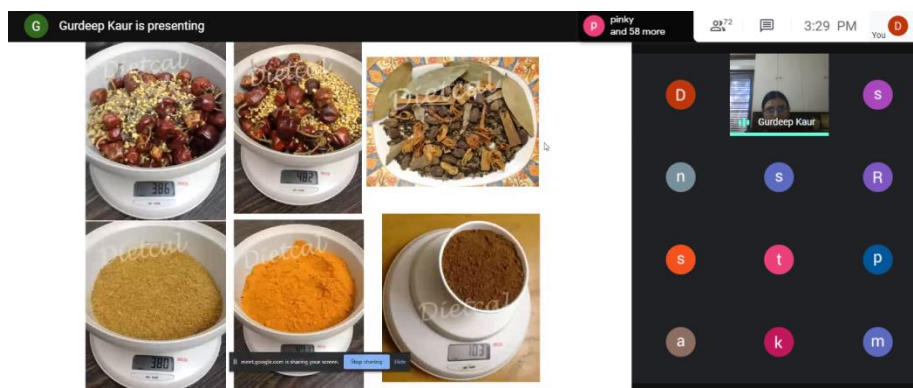 G Gurdeep Kaur is presenting
p pinky
and 58 more
72
3:29 PM
You D
Dietcal
Dietcal
Dietcal
386
482
D
Gurdeep Kaur
s
n
s
R
Dietcal
Dietcal
Dietcal
380
103
meet.google.com is sharing your screen.
Stop sharing
Hide
s
t
p
a
k
m